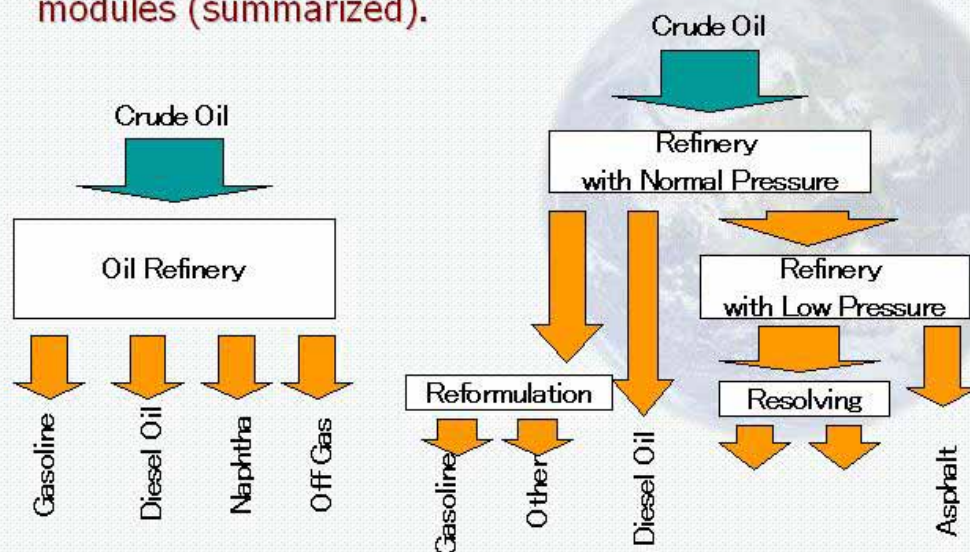 modules (summarized).
Crude Oil
Oil Refinery
Gasoline
Diesel Oil
Naphtha
Off Gas
Crude Oil
Refinery
with Normal Pressure
Refinery
with Low Pressure
Reformulation
Resolving
Gasoline
Other
Diesel Oil
Asphalt